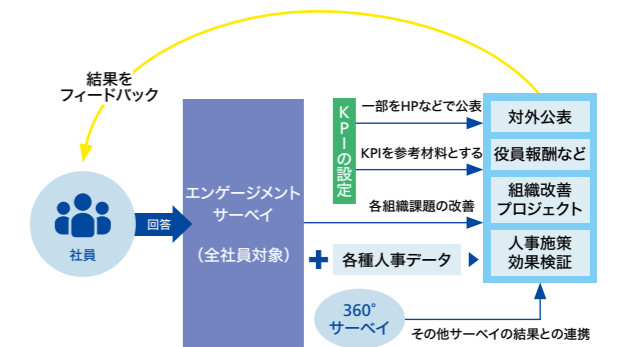 結果を
フィードバック
社員
回答
エンゲージメント
サーベイ
（全社員対象）
KPIの設定
一部をHPなどで公表
KPIを参考材料とする
各組織課題の改善
各種人事データ
360°
サーベイ
その他サーベイの結果との連携
対外公表
役員報酬など
組織改善
プロジェクト
人事施策
効果検証